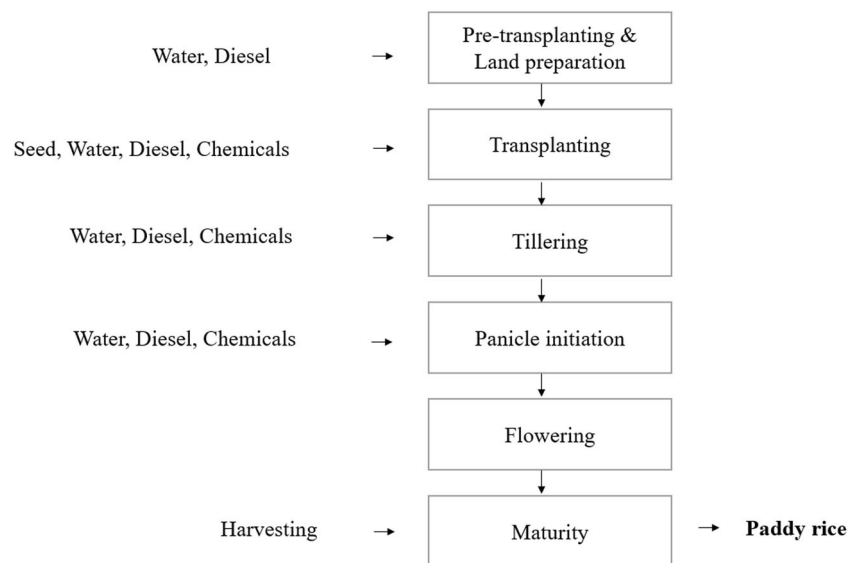 Water, Diesel
Pre-transplanting &
Land preparation
Seed, Water, Diesel, Chemicals
Transplanting
Water, Diesel, Chemicals
Tillering
Water, Diesel, Chemicals
Panicle initiation
Flowering
Harvesting
Maturity
Paddy rice